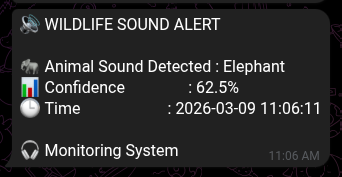 🔊 WILDLIFE SOUND ALERT
🐘 Animal Sound Detected : Elephant
📊 Confidence : 62.5%
🕒 Time : 2026-03-09 11:06:11
🎧 Monitoring System
11:06 AM